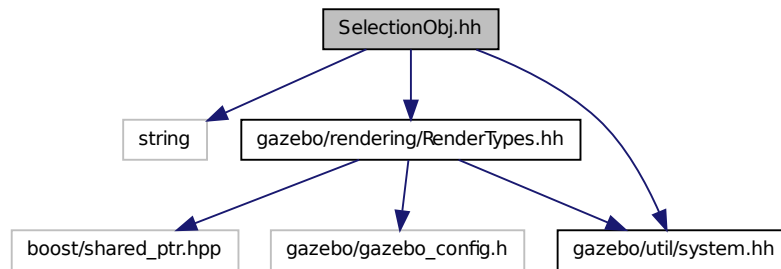 SelectionObj.hh
string
gazebo/rendering/RenderTypes.hh
boost/shared_ptr.hpp
gazebo/gazebo_config.h
gazebo/util/system.hh